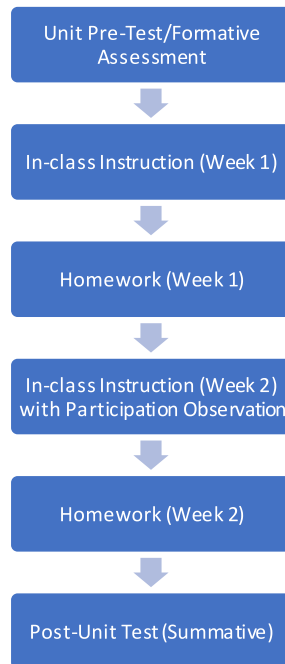 Unit Pre-Test/Formative
Assessment
In-class Instruction (Week 1)
Homework (Week 1)
In-class Instruction (Week 2)
with Participation Observation
Homework (Week 2)
Post-Unit Test (Summative)